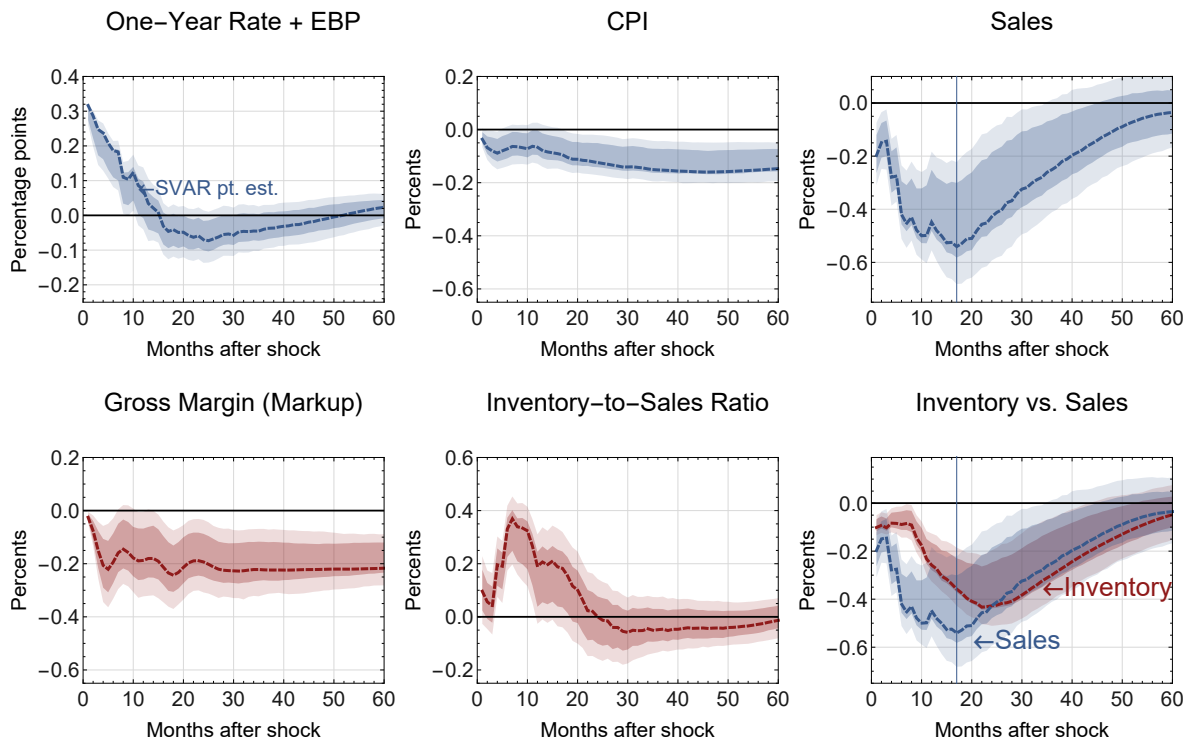 One−Year Rate + EBP
CPI
Sales
Percentage points
0.4
0.3
0.2
0.1
0.0
−0.1
−0.2
←SVAR pt. est.
0 10 20 30 40 50 60
Months after shock
Percents
0.2
0.0
−0.2
−0.4
−0.6
0 10 20 30 40 50 60
Months after shock
Percents
0.0
−0.2
−0.4
−0.6
0 10 20 30 40 50 60
Months after shock
Gross Margin (Markup)
Inventory−to−Sales Ratio
Inventory vs. Sales
Percents
0.2
0.0
−0.2
−0.4
−0.6
0 10 20 30 40 50 60
Months after shock
Percents
0.6
0.4
0.2
0.0
−0.2
0 10 20 30 40 50 60
Months after shock
Percents
0.0
−0.2
−0.4
−0.6
←Inventory
←Sales
0 10 20 30 40 50 60
Months after shock